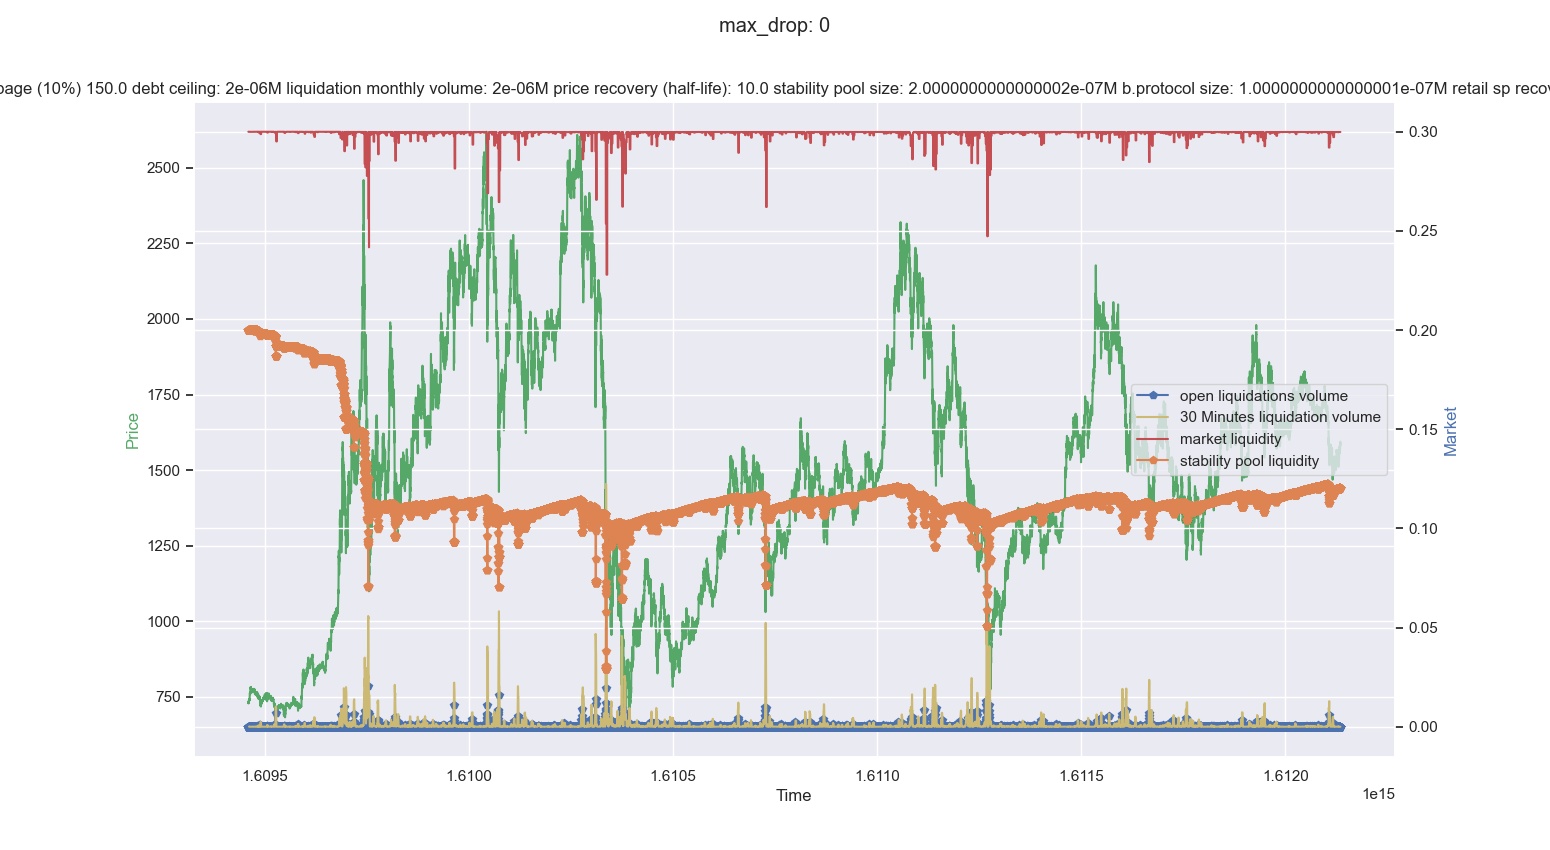 max_drop: 0
(10%) 150.0 debt ceiling: 2e-06M liquidation monthly volume: 2e-06M price recovery (half-life): 10.0 stability pool size: 2.0000000000000002e-07M b.protocol size: 1.0000000000000001e-07M retail sp
2500
2250
2000
1750
1500
1250
1000
750
Price
0.30
0.25
0.20
0.15
0.10
0.05
0.00
Market
open liquidations volume
30 Minutes liquidation volume
market liquidity
stability pool liquidity
1.6095
1.6100
1.6105
1.6110
1.6115
1.6120
Time
1e15